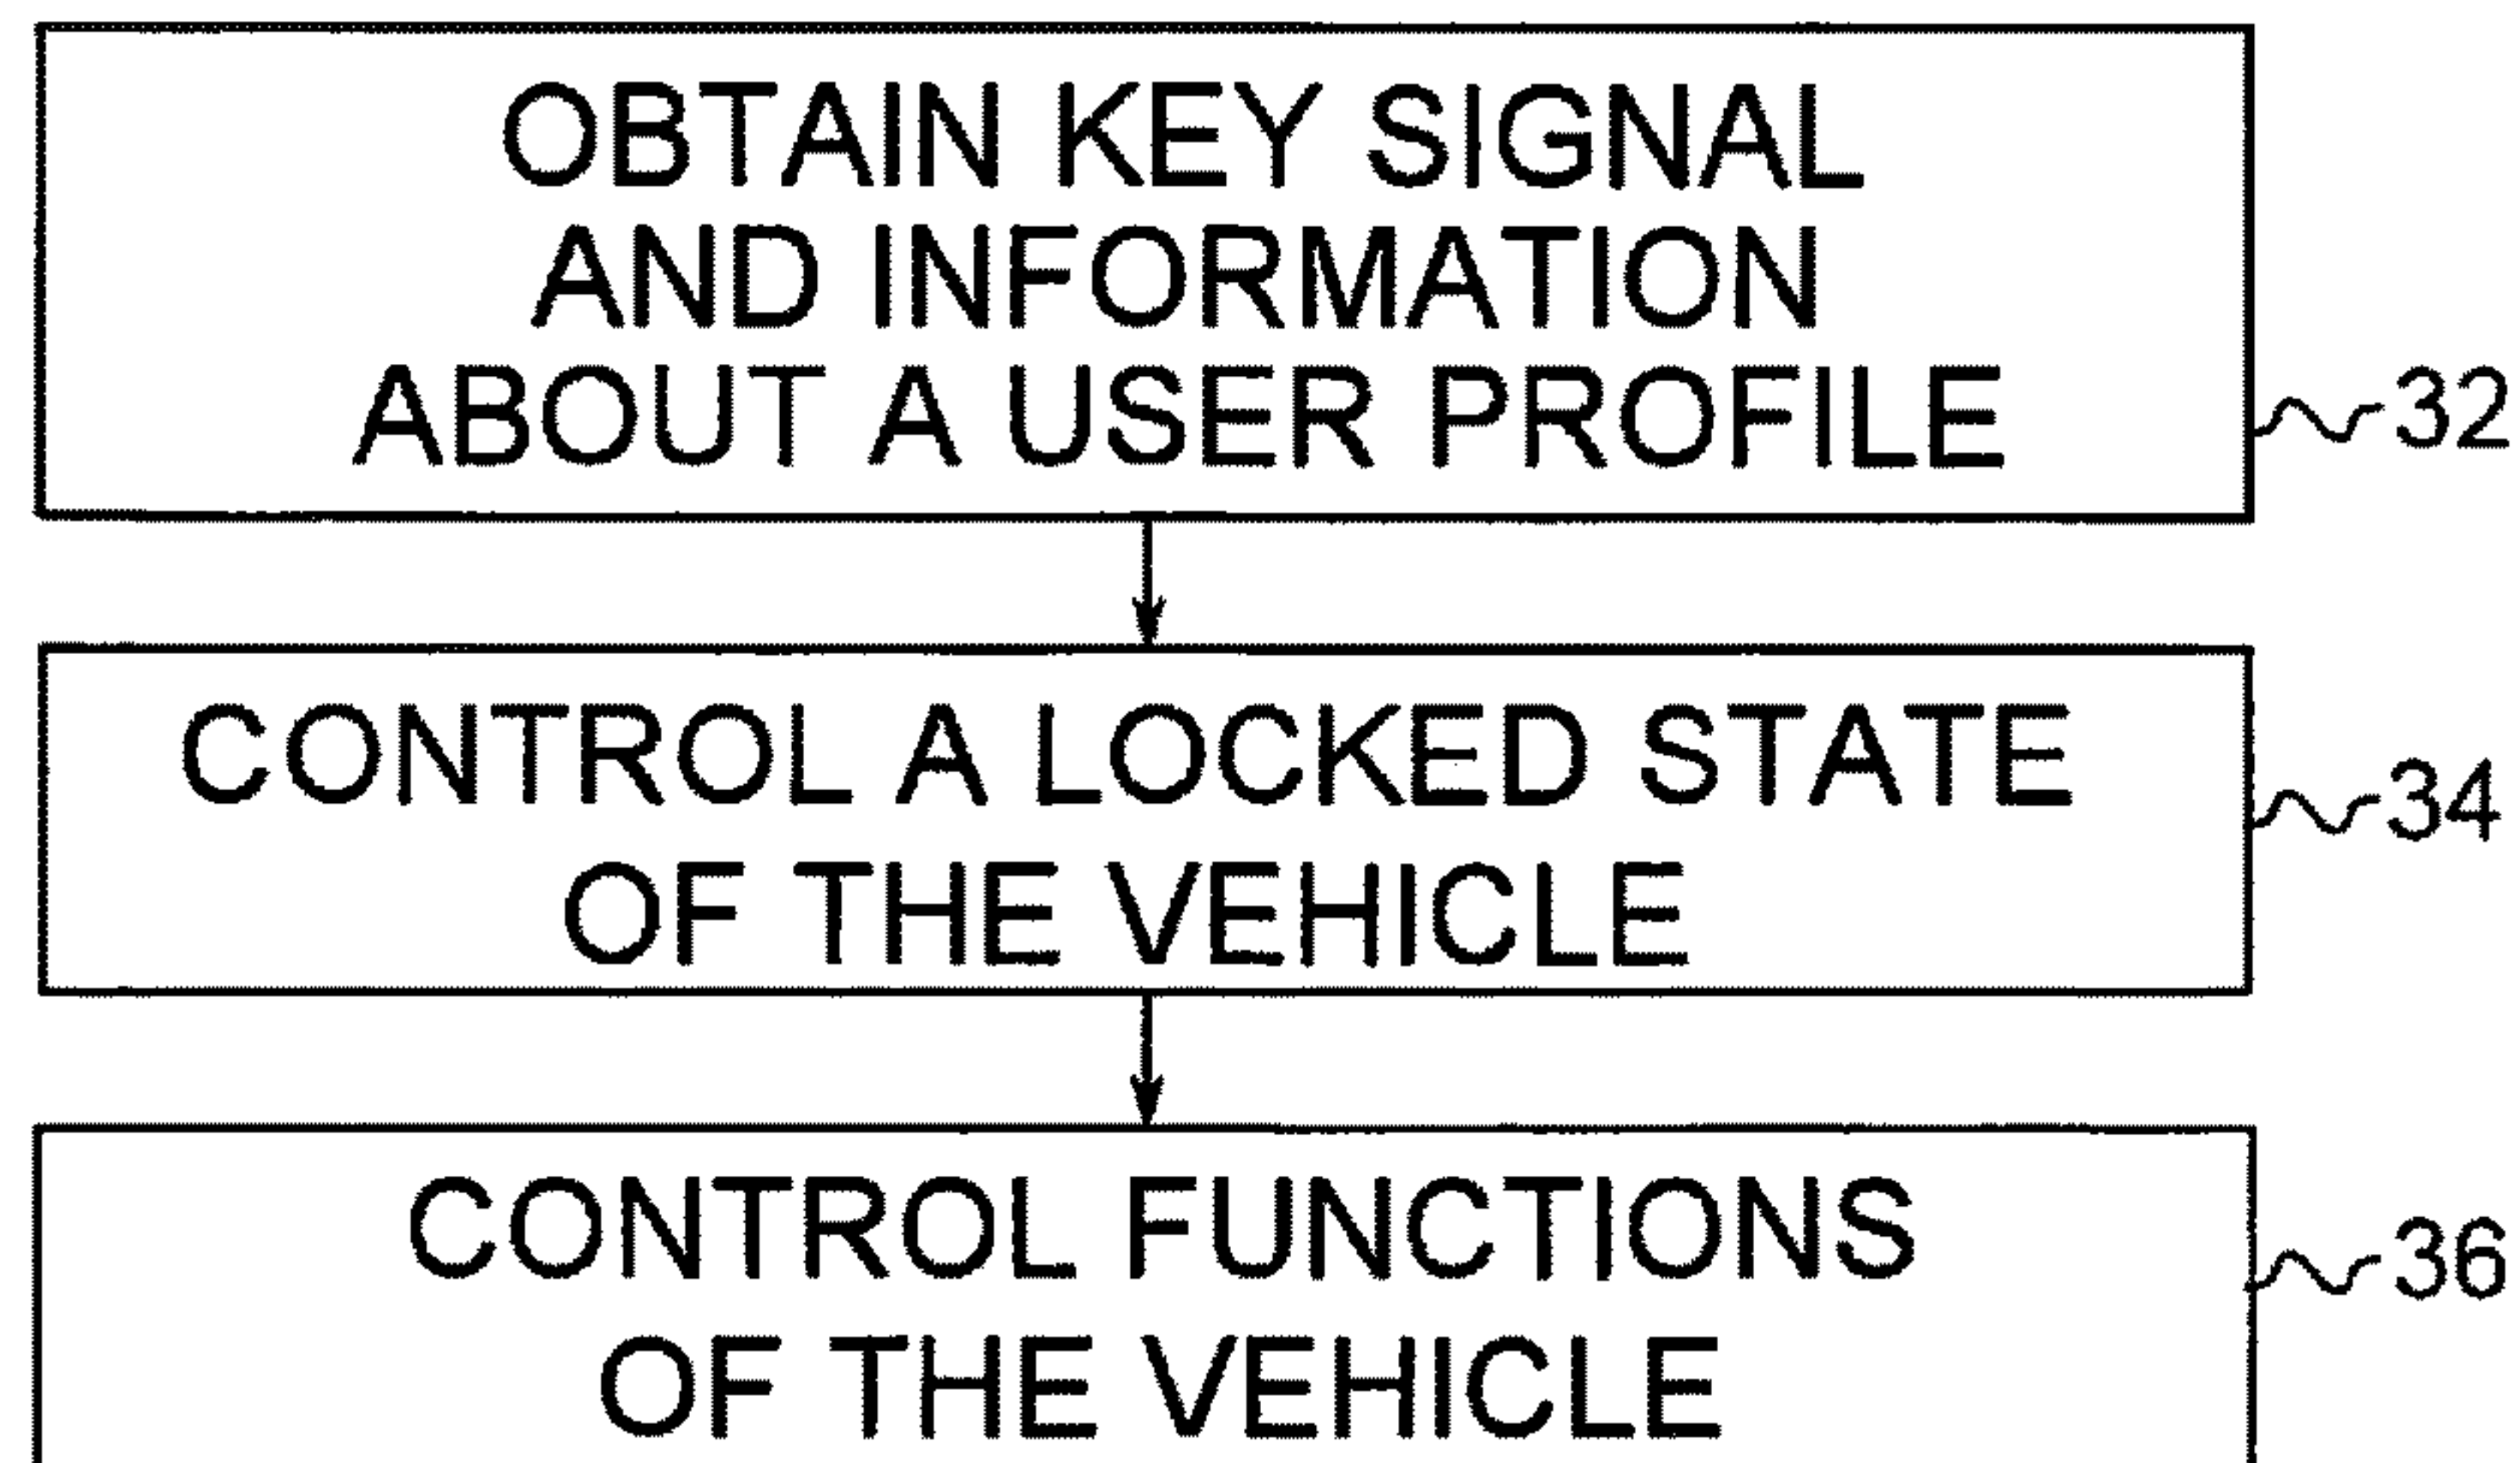 OBTAIN KEY SIGNAL
AND INFORMATION
ABOUT A USER PROFILE
32
CONTROL A LOCKED STATE
OF THE VEHICLE
34
CONTROL FUNCTIONS
OF THE VEHICLE
36